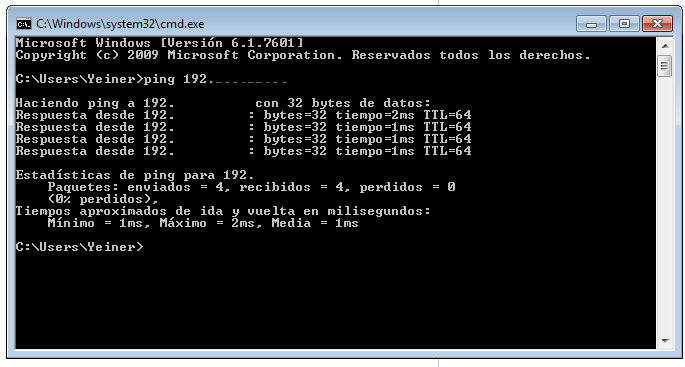 C:\Windows\system32\cmd.exe
Microsoft Windows [Versión 6.1.7601]
Copyright (c) 2009 Microsoft Corporation. Reservados todos los derechos.
C:\Users\Yeiner>ping 192.
Haciendo ping a 192. con 32 bytes de datos:
Respuesta desde 192. : bytes=32 tiempo=2ms TTL=64
Respuesta desde 192. : bytes=32 tiempo=1ms TTL=64
Respuesta desde 192. : bytes=32 tiempo=1ms TTL=64
Respuesta desde 192. : bytes=32 tiempo=1ms TTL=64
Estadísticas de ping para 192.
Paquetes: enviados = 4, recibidos = 4, perdidos = 0
(0% perdidos),
Tiempos aproximados de ida y vuelta en milisegundos:
Mínimo = 1ms, Máximo = 2ms, Media = 1ms
C:\Users\Yeiner>